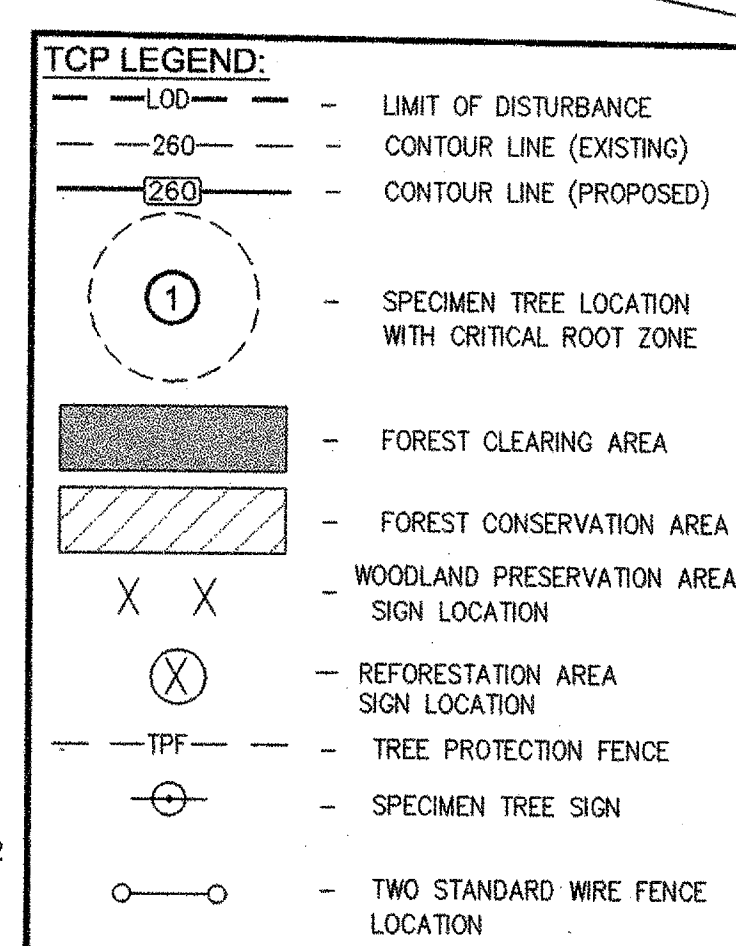 TCP LEGEND:
LOD – LIMIT OF DISTURBANCE
260 – CONTOUR LINE (EXISTING)
260 – CONTOUR LINE (PROPOSED)
1 – SPECIMEN TREE LOCATION
WITH CRITICAL ROOT ZONE
– FOREST CLEARING AREA
– FOREST CONSERVATION AREA
X X – WOODLAND PRESERVATION AREA
SIGN LOCATION
X – REFORESTATION AREA
SIGN LOCATION
TPF – TREE PROTECTION FENCE
– SPECIMEN TREE SIGN
2
– TWO STANDARD WIRE FENCE
LOCATION